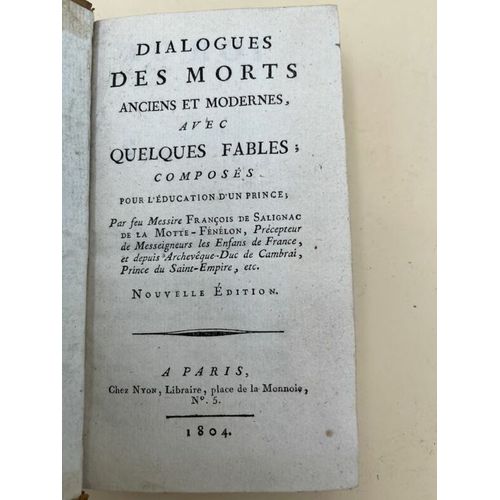 DIALOGUES
DES MORTS
ANCIENS ET MODERNES,
AVEC
QUELQUES FABLES;
COMPOSÉS
POUR L'ÉDUCATION D'UN PRINCE;
Par feu Messire FRANÇOIS DE SALIGNAC
DE LA MOTTE-FÉNÉLON, Précepteur
de Messeigneurs les Enfans de France,
et depuis Archevêque-Duc de Cambrai,
Prince du Saint-Empire, etc.
NOUVELLE ÉDITION.
A PARIS,
Chez NYON, Libraire, place de la Monnoie,
N°. 5.
1804.